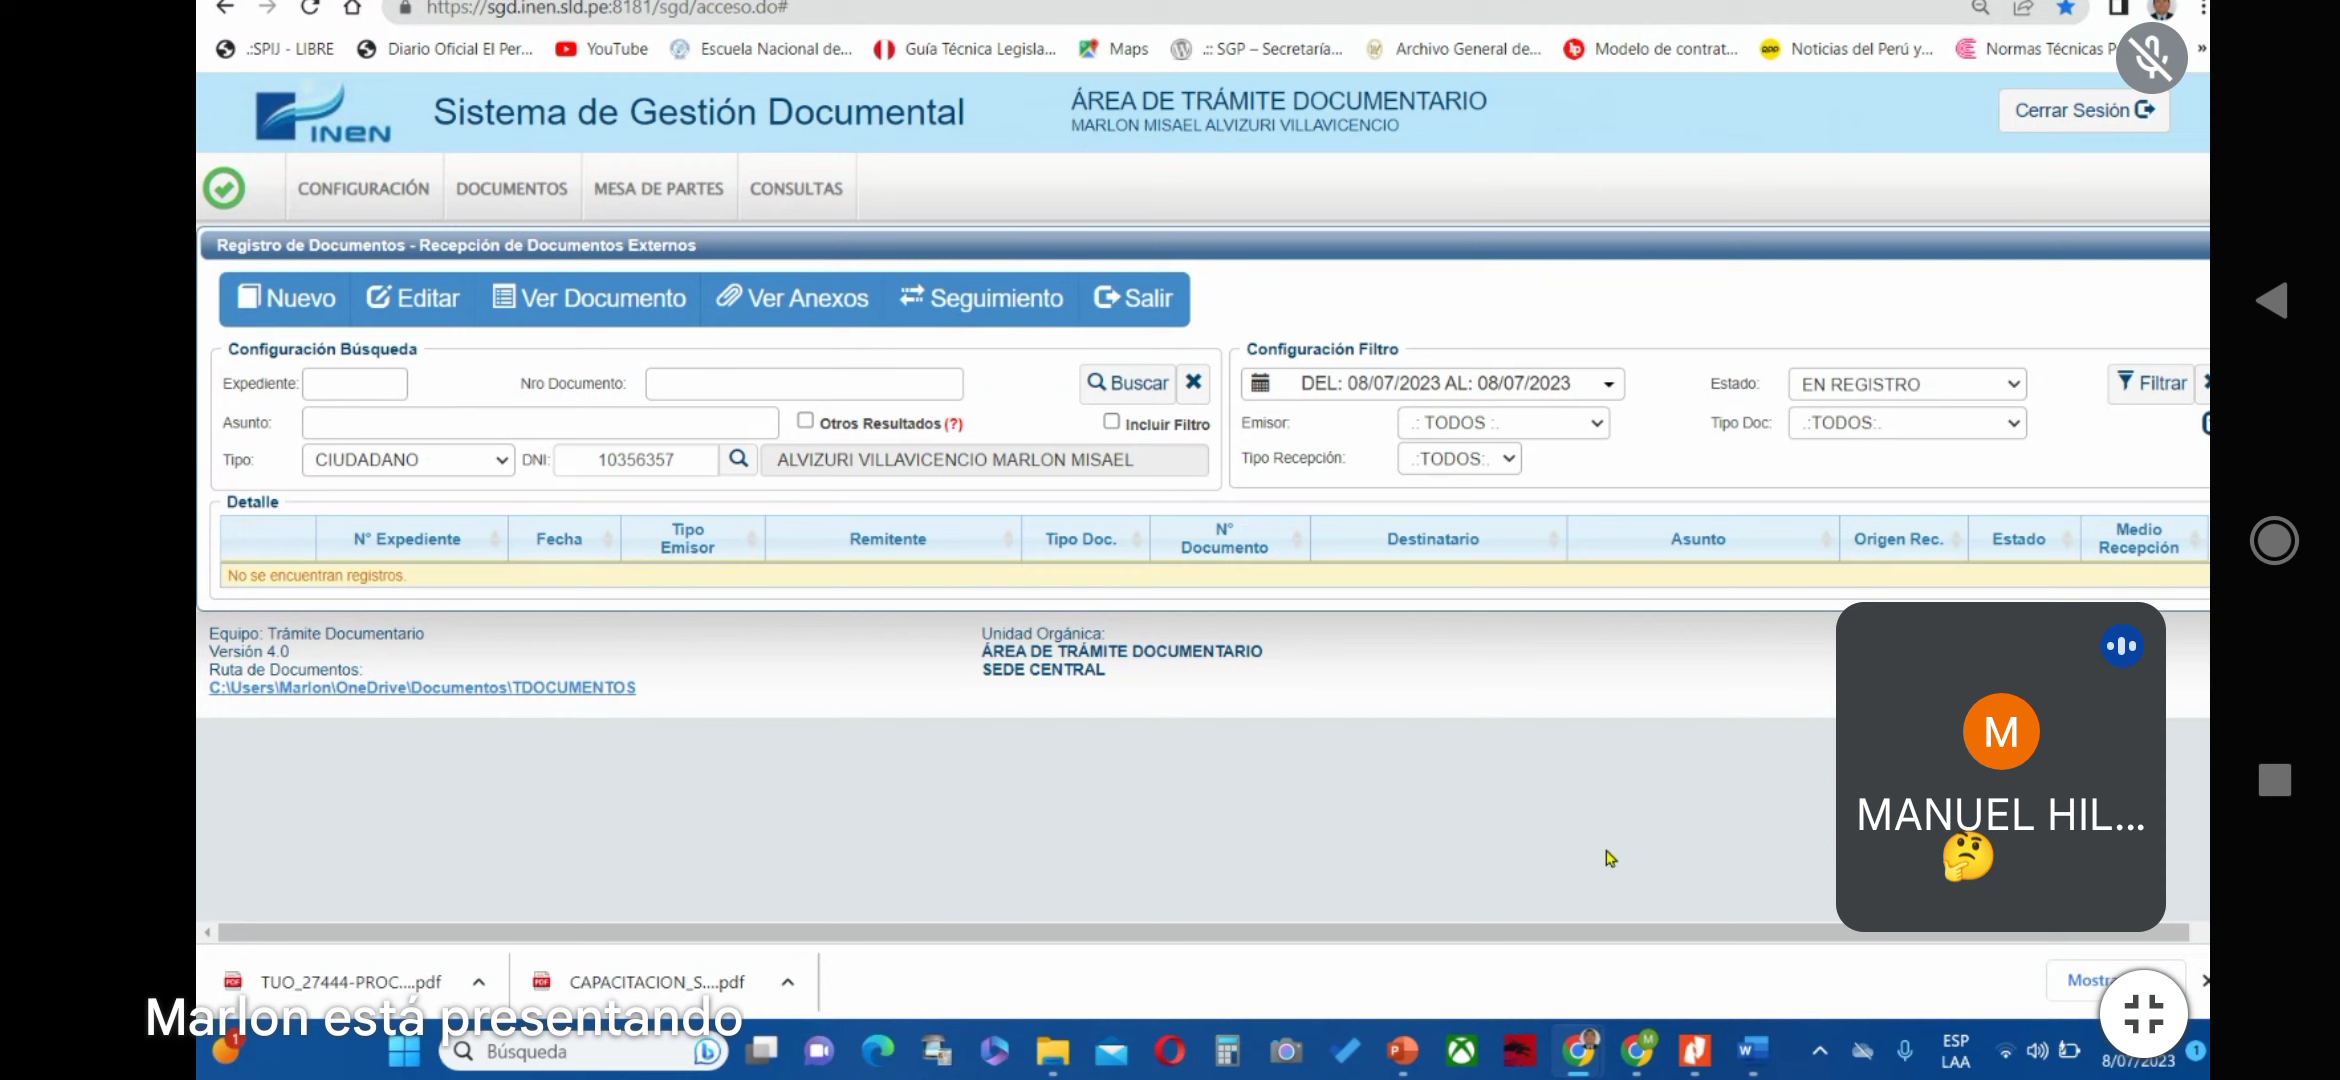 https://sgd.inen.sld.pe:8181/sgd/acceso.do#
.:SPIJ - LIBRE Diario Oficial El Per... YouTube Escuela Nacional de... Guía Técnica Legisla... Maps .:: SGP – Secretaría... Archivo General de... Modelo de contrat... Noticias del Perú y... Normas Técnicas P »
INEN Sistema de Gestión Documental
ÁREA DE TRÁMITE DOCUMENTARIO
MARLON MISAEL ALVIZURI VILLAVICENCIO
Cerrar Sesión
CONFIGURACIÓN DOCUMENTOS MESA DE PARTES CONSULTAS
Registro de Documentos - Recepción de Documentos Externos
Nuevo Editar Ver Documento Ver Anexos Seguimiento Salir
Configuración Búsqueda
Expediente: Nro Documento: Buscar
Asunto: Otros Resultados (?) Incluir Filtro
Tipo: CIUDADANO DNI: 10356357 ALVIZURI VILLAVICENCIO MARLON MISAEL
Configuración Filtro
DEL: 08/07/2023 AL: 08/07/2023 Estado: EN REGISTRO Filtrar
Emisor: .: TODOS :. Tipo Doc: .:TODOS:.
Tipo Recepción: .:TODOS:.
Detalle
N° Expediente Fecha Tipo Emisor Remitente Tipo Doc. N° Documento Destinatario Asunto Origen Rec. Estado Medio Recepción
No se encuentran registros.
Equipo: Trámite Documentario
Versión 4.0
Ruta de Documentos:
C:\Users\Marlon\OneDrive\Documentos\TDOCUMENTOS
Unidad Orgánica:
ÁREA DE TRÁMITE DOCUMENTARIO
SEDE CENTRAL
M
MANUEL HIL...
TUO_27444-PROC....pdf CAPACITACION_S....pdf
Marlon está presentando
Búsqueda
ESP
LAA
8/07/2023